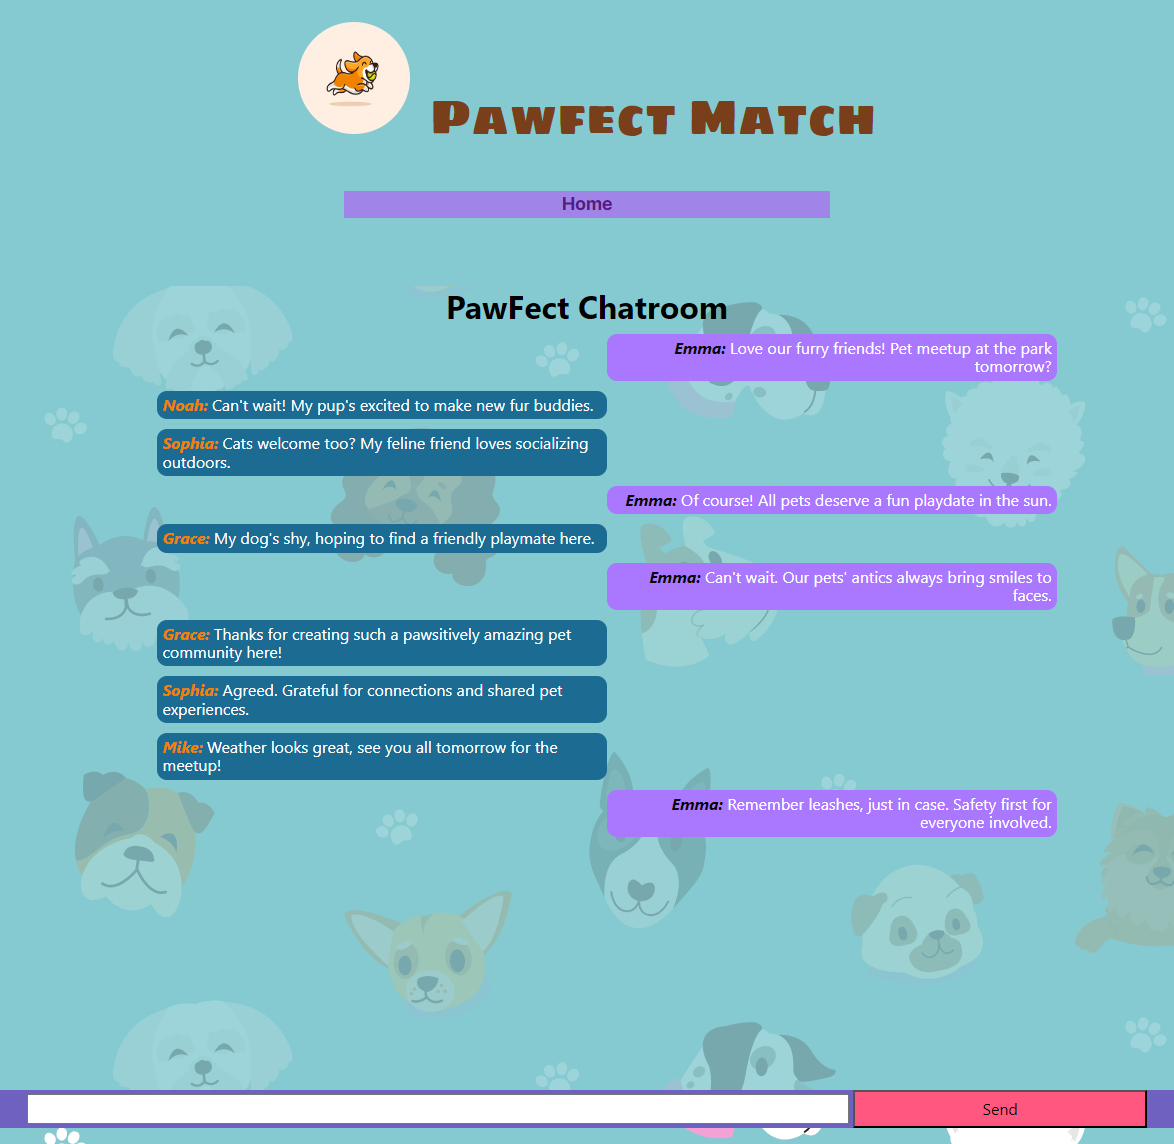 Pawfect Match
Home
PawFect Chatroom
Emma: Love our furry friends! Pet meetup at the park
tomorrow?
Noah: Can't wait! My pup's excited to make new fur buddies.
Sophia: Cats welcome too? My feline friend loves socializing
outdoors.
Emma: Of course! All pets deserve a fun playdate in the sun.
Grace: My dog's shy, hoping to find a friendly playmate here.
Emma: Can't wait. Our pets' antics always bring smiles to
faces.
Grace: Thanks for creating such a pawsitively amazing pet
community here!
Sophia: Agreed. Grateful for connections and shared pet
experiences.
Mike: Weather looks great, see you all tomorrow for the
meetup!
Emma: Remember leashes, just in case. Safety first for
everyone involved.
Send